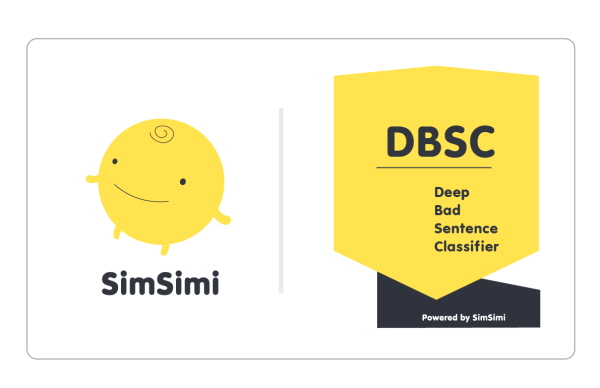 SimSimi
DBSC
Deep
Bad
Sentence
Classifier
Powered by SimSimi